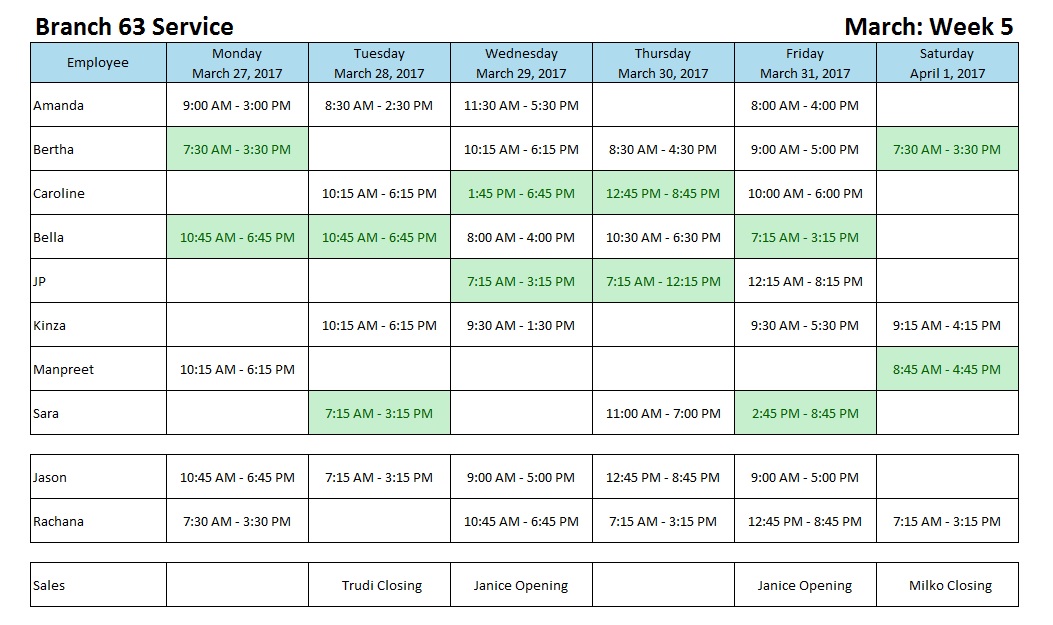 Branch 63 Service March: Week 5
Employee Monday Tuesday Wednesday Thursday Friday Saturday
March 27, 2017 March 28, 2017 March 29, 2017 March 30, 2017 March 31, 2017 April 1, 2017
Amanda 9:00 AM - 3:00 PM 8:30 AM - 2:30 PM 11:30 AM - 5:30 PM 8:00 AM - 4:00 PM
Bertha 7:30 AM - 3:30 PM 10:15 AM - 6:15 PM 8:30 AM - 4:30 PM 9:00 AM - 5:00 PM 7:30 AM - 3:30 PM
Caroline 10:15 AM - 6:15 PM 1:45 PM - 6:45 PM 12:45 PM - 8:45 PM 10:00 AM - 6:00 PM
Bella 10:45 AM - 6:45 PM 10:45 AM - 6:45 PM 8:00 AM - 4:00 PM 10:30 AM - 6:30 PM 7:15 AM - 3:15 PM
JP 7:15 AM - 3:15 PM 7:15 AM - 12:15 PM 12:15 AM - 8:15 PM
Kinza 10:15 AM - 6:15 PM 9:30 AM - 1:30 PM 9:30 AM - 5:30 PM 9:15 AM - 4:15 PM
Manpreet 10:15 AM - 6:15 PM 8:45 AM - 4:45 PM
Sara 7:15 AM - 3:15 PM 11:00 AM - 7:00 PM 2:45 PM - 8:45 PM
Jason 10:45 AM - 6:45 PM 7:15 AM - 3:15 PM 9:00 AM - 5:00 PM 12:45 PM - 8:45 PM 9:00 AM - 5:00 PM
Rachana 7:30 AM - 3:30 PM 10:45 AM - 6:45 PM 7:15 AM - 3:15 PM 12:45 PM - 8:45 PM 7:15 AM - 3:15 PM
Sales Trudi Closing Janice Opening Janice Opening Milko Closing